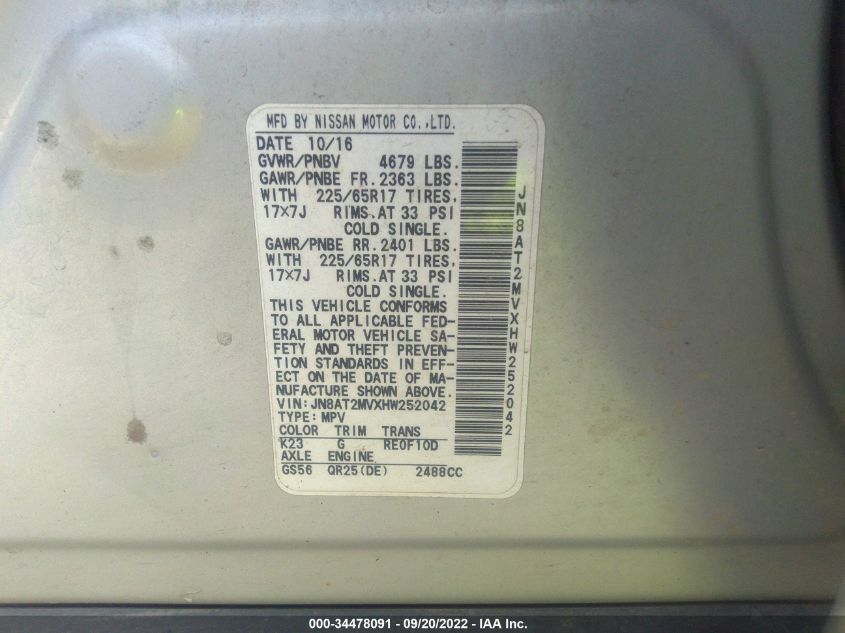 MFD BY NISSAN MOTOR CO.,LTD.
DATE 10/16
GVWR/PNBV 4679 LBS.
GAWR/PNBE FR. 2363 LBS.
WITH 225/65R17 TIRES,
17×7J RIMS.AT 33 PSI
COLD SINGLE.
GAWR/PNBE RR. 2401 LBS.
WITH 225/65R17 TIRES,
17×7J RIMS.AT 33 PSI
COLD SINGLE.
THIS VEHICLE CONFORMS
TO ALL APPLICABLE FED-
ERAL MOTOR VEHICLE SA-
FETY AND THEFT PREVEN-
TION STANDARDS IN EFF-
ECT ON THE DATE OF MA-
NUFACTURE SHOWN ABOVE.
VIN:JN8AT2MVXHW252042
TYPE:MPV
COLOR TRIM TRANS
K23 G RE0F10D
AXLE ENGINE
GS56 QR25(DE) 2488CC
JN8AT2MVXHW252042
000-34478091 - 09/20/2022 - IAA Inc.